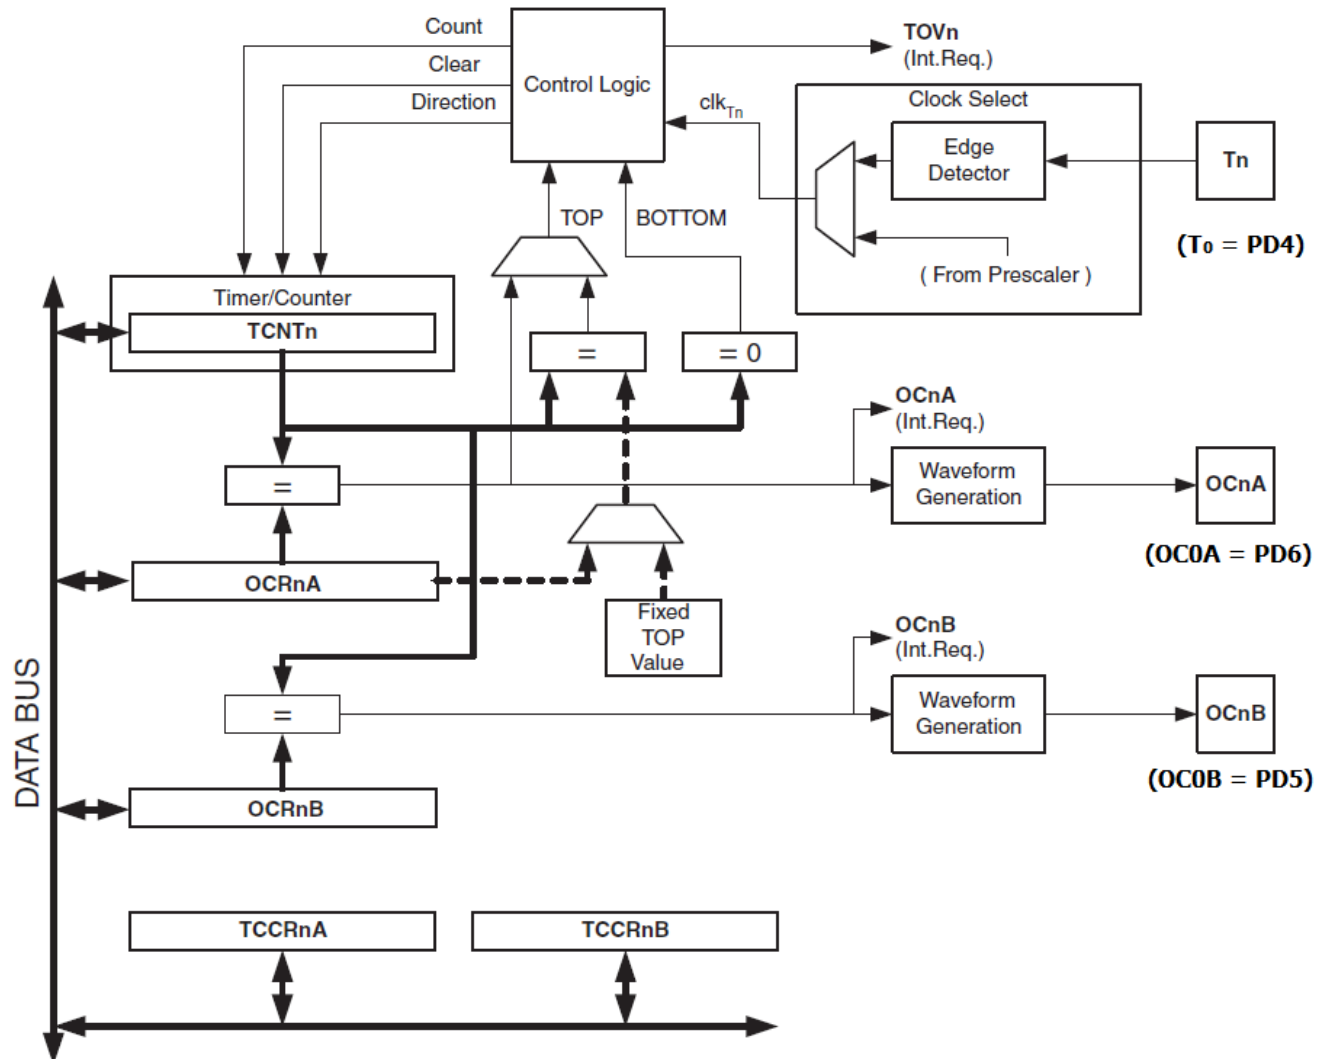 Count
Clear
Direction
Control Logic
TOVn
(Int.Req.)
clkTn
Clock Select
Edge
Detector
Tn
(T₀ = PD4)
( From Prescaler )
TOP
BOTTOM
Timer/Counter
TCNTn
=
= 0
OCnA
(Int.Req.)
=
Waveform
Generation
OCnA
(OC0A = PD6)
OCRnA
Fixed
TOP
Value
OCnB
(Int.Req.)
=
Waveform
Generation
OCnB
(OC0B = PD5)
OCRnB
DATA BUS
TCCRnA
TCCRnB